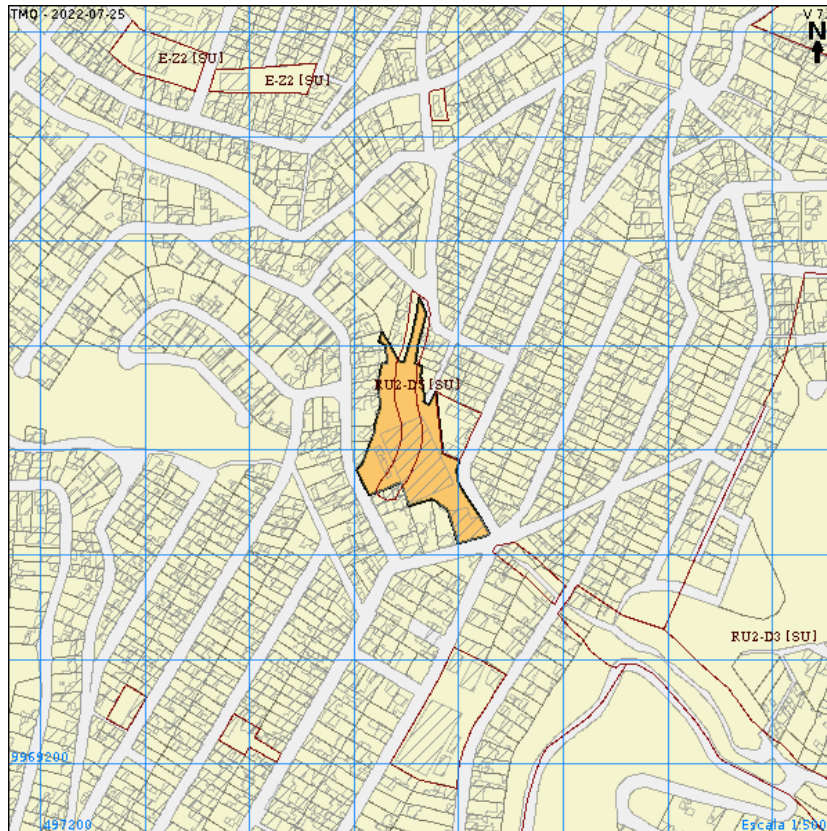 TMQ - 2022-07-25
V 7.
N
E-Z2 [SU]
E-Z2 [SU]
RU2-D5 [SU]
RU2-D3 [SU]
9969200
497200
Escala 1:500